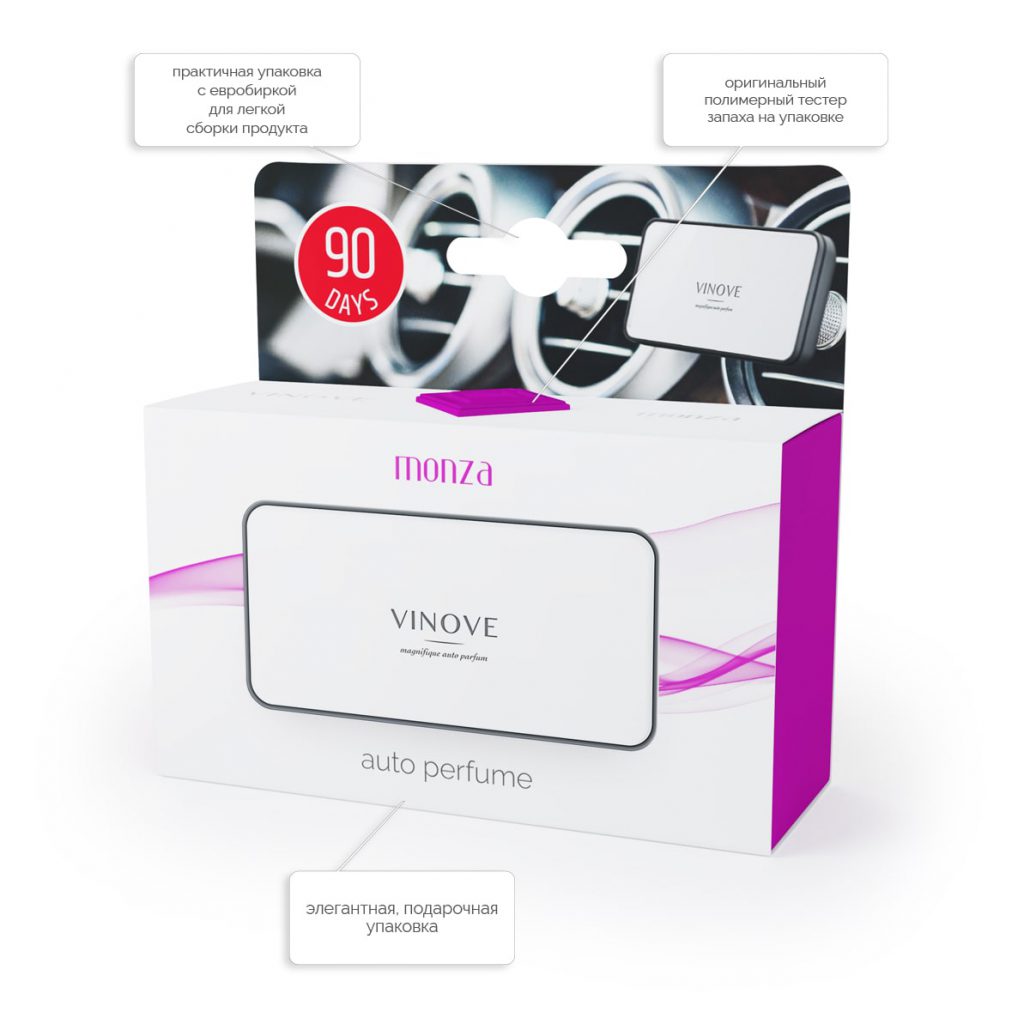 практичная упаковка
с евробиркой
для легкой
сборки продукта
оригинальный
полимерный тестер
запаха на упаковке
90
DAYS
VINOVE
magnifique auto parfum
VINOVE
monza
monza
VINOVE
magnifique auto parfum
auto perfume
элегантная, подарочная
упаковка